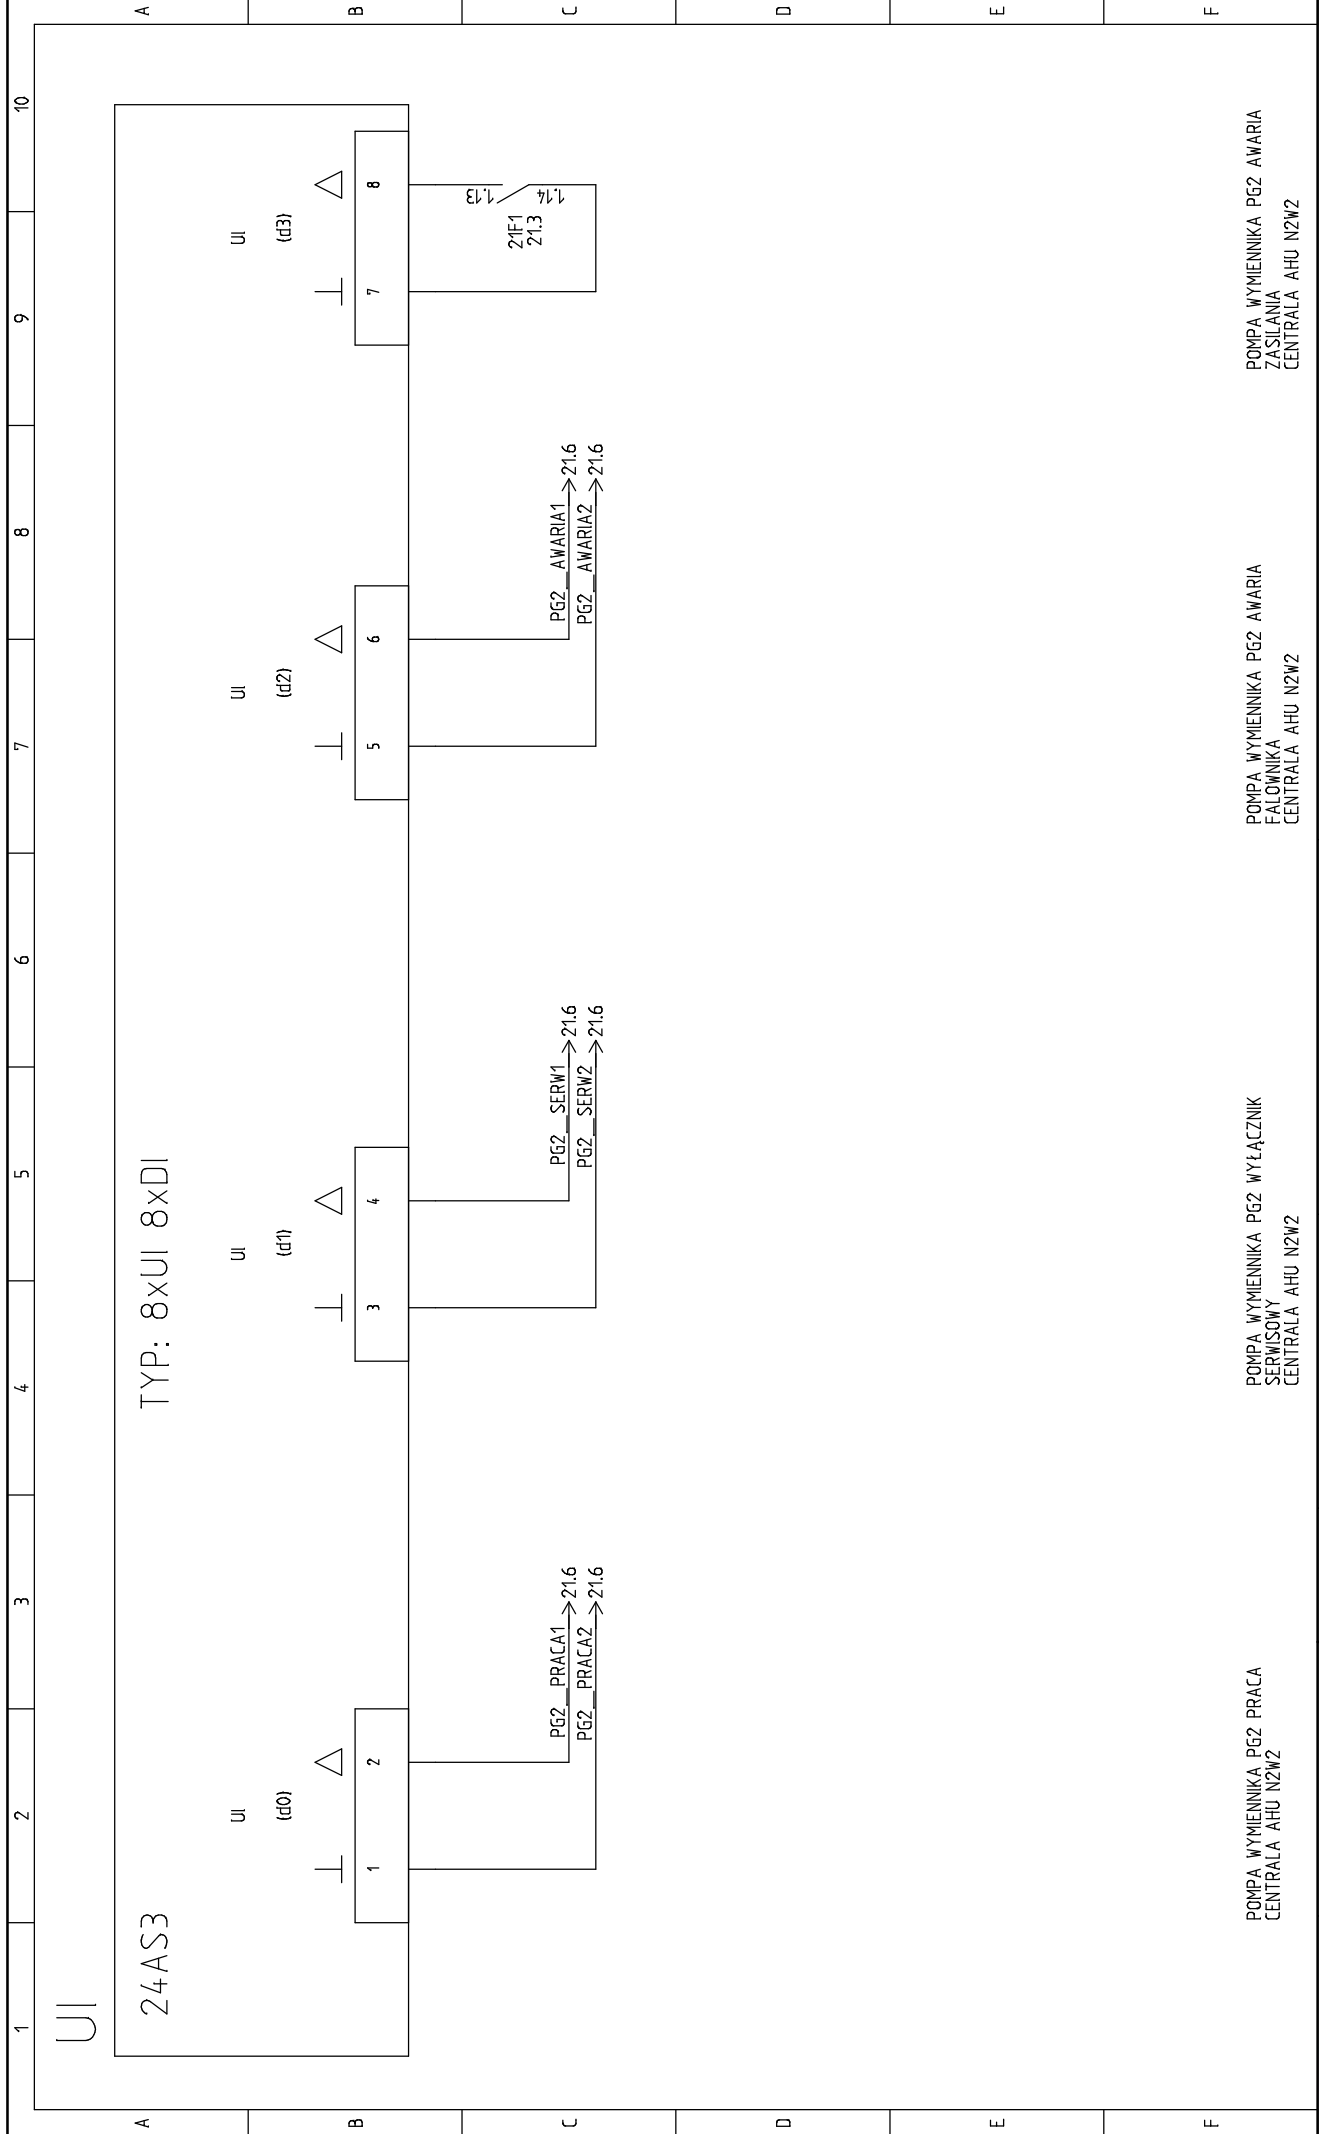 1 2 3 4 5 6 7 8 9 10
A A
B B
C C
D D
E E
F F
UI
24AS3
TYP: 8xUI 8xDI
UI
(d0)
1 2
PG2_PRACA1 21.6
PG2_PRACA2 21.6
POMPA WYMIENNIKA PG2 PRACA
CENTRALA AHU N2W2
UI
(d1)
3 4
PG2_SERW1 21.6
PG2_SERW2 21.6
POMPA WYMIENNIKA PG2 WYŁĄCZNIK
SERWISOWY
CENTRALA AHU N2W2
UI
(d2)
5 6
PG2_AWARIA1 21.6
PG2_AWARIA2 21.6
POMPA WYMIENNIKA PG2 AWARIA
FALOWNIKA
CENTRALA AHU N2W2
UI
(d3)
7 8
1.13
21F1
21.3
1.14
POMPA WYMIENNIKA PG2 AWARIA
ZASILANIA
CENTRALA AHU N2W2